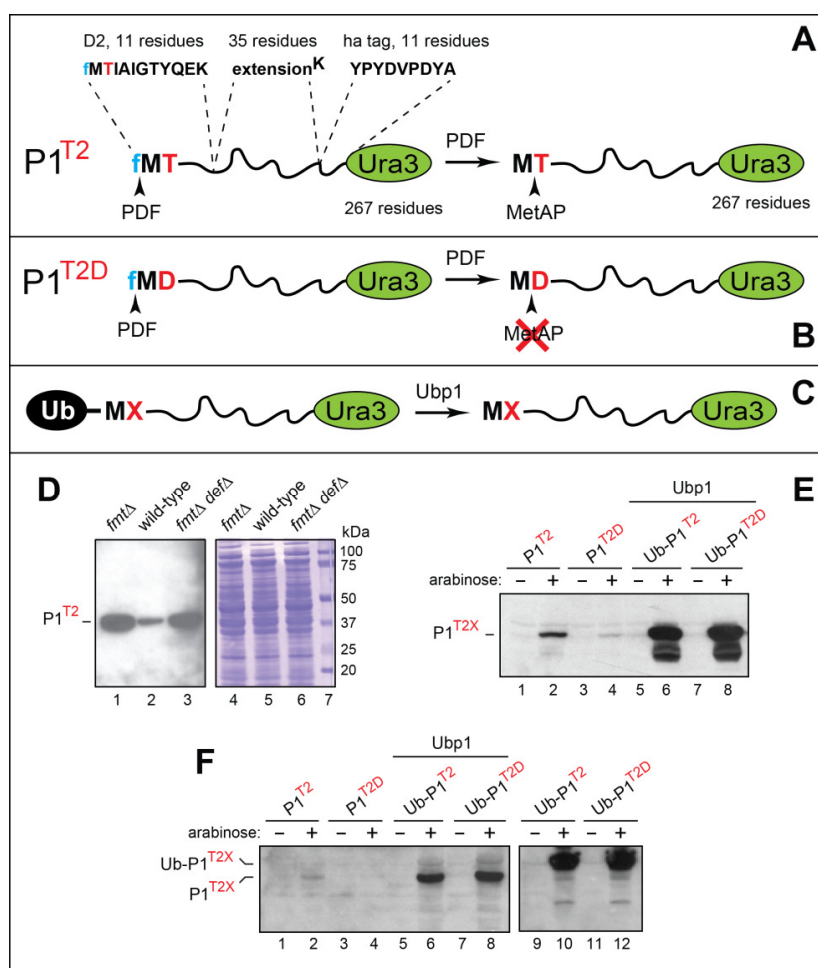 A
D2, 11 residues 35 residues ha tag, 11 residues
fMTIAIGTYQEK extensionK YPYDVPDYA
P1T2 fMT Ura3 PDF MT Ura3
PDF 267 residues MetAP 267 residues
P1T2D fMD Ura3 PDF MD Ura3
PDF MetAP
B
C
Ub MX Ura3 Ubp1 MX Ura3
D
fmtΔ wild-type fmtΔ defΔ fmtΔ wild-type fmtΔ defΔ
kDa
100
75
50
P1T2 37
25
20
1 2 3 4 5 6 7
E
Ubp1
P1T2 P1T2D Ub-P1T2 Ub-P1T2D
arabinose: – + – + – + – +
P1T2X
1 2 3 4 5 6 7 8
F
Ubp1
P1T2 P1T2D Ub-P1T2 Ub-P1T2D Ub-P1T2 Ub-P1T2D
arabinose: – + – + – + – + – + – +
Ub-P1T2X
P1T2X
1 2 3 4 5 6 7 8 9 10 11 12